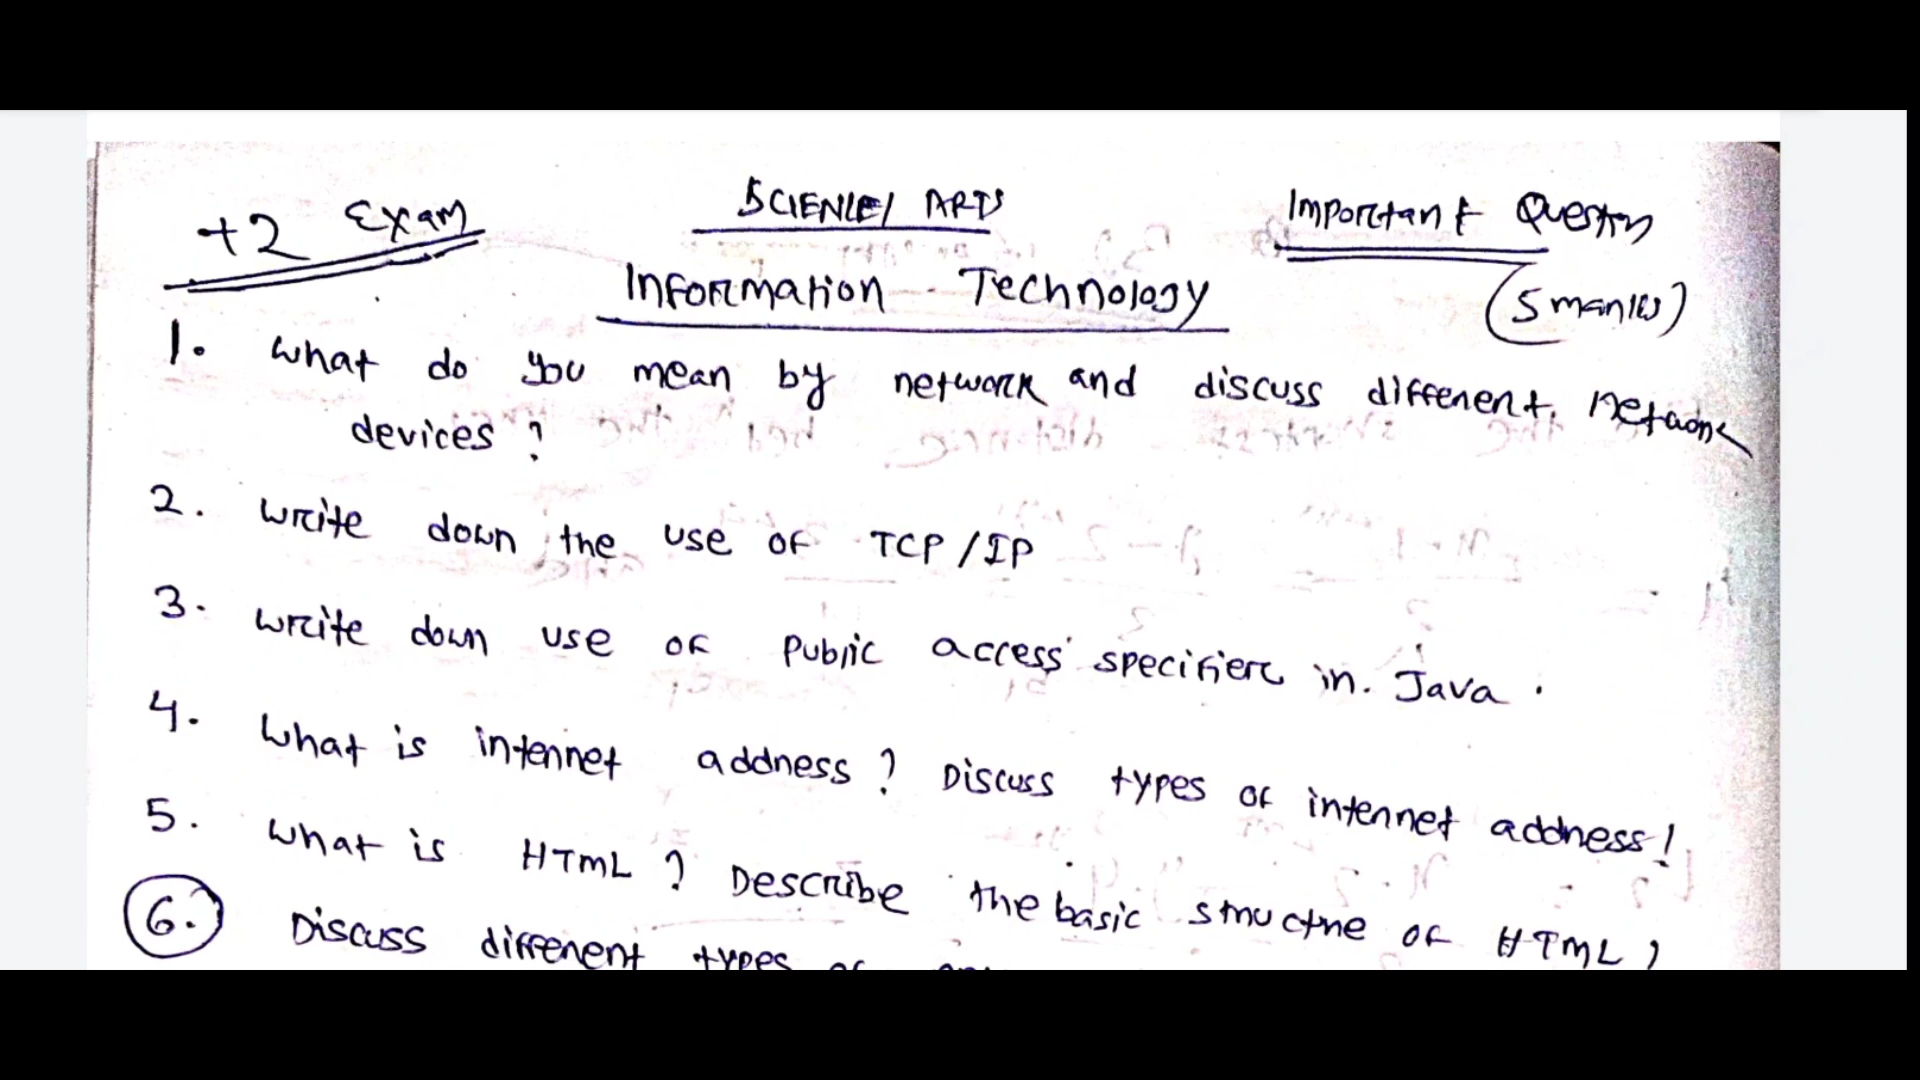 +2 Exam
SCIENCE/ ARTS
Important Questn
(5 marks)
Information Technology
1. What do you mean by network and discuss different network
devices ?
2. Write down the use of TCP/IP
3. Write down use of Public access specifier in. Java .
4. What is internet address ? Discuss types of internet address !
5. What is HTML ? Describe the basic structure of HTML ?
6. Discuss different types of